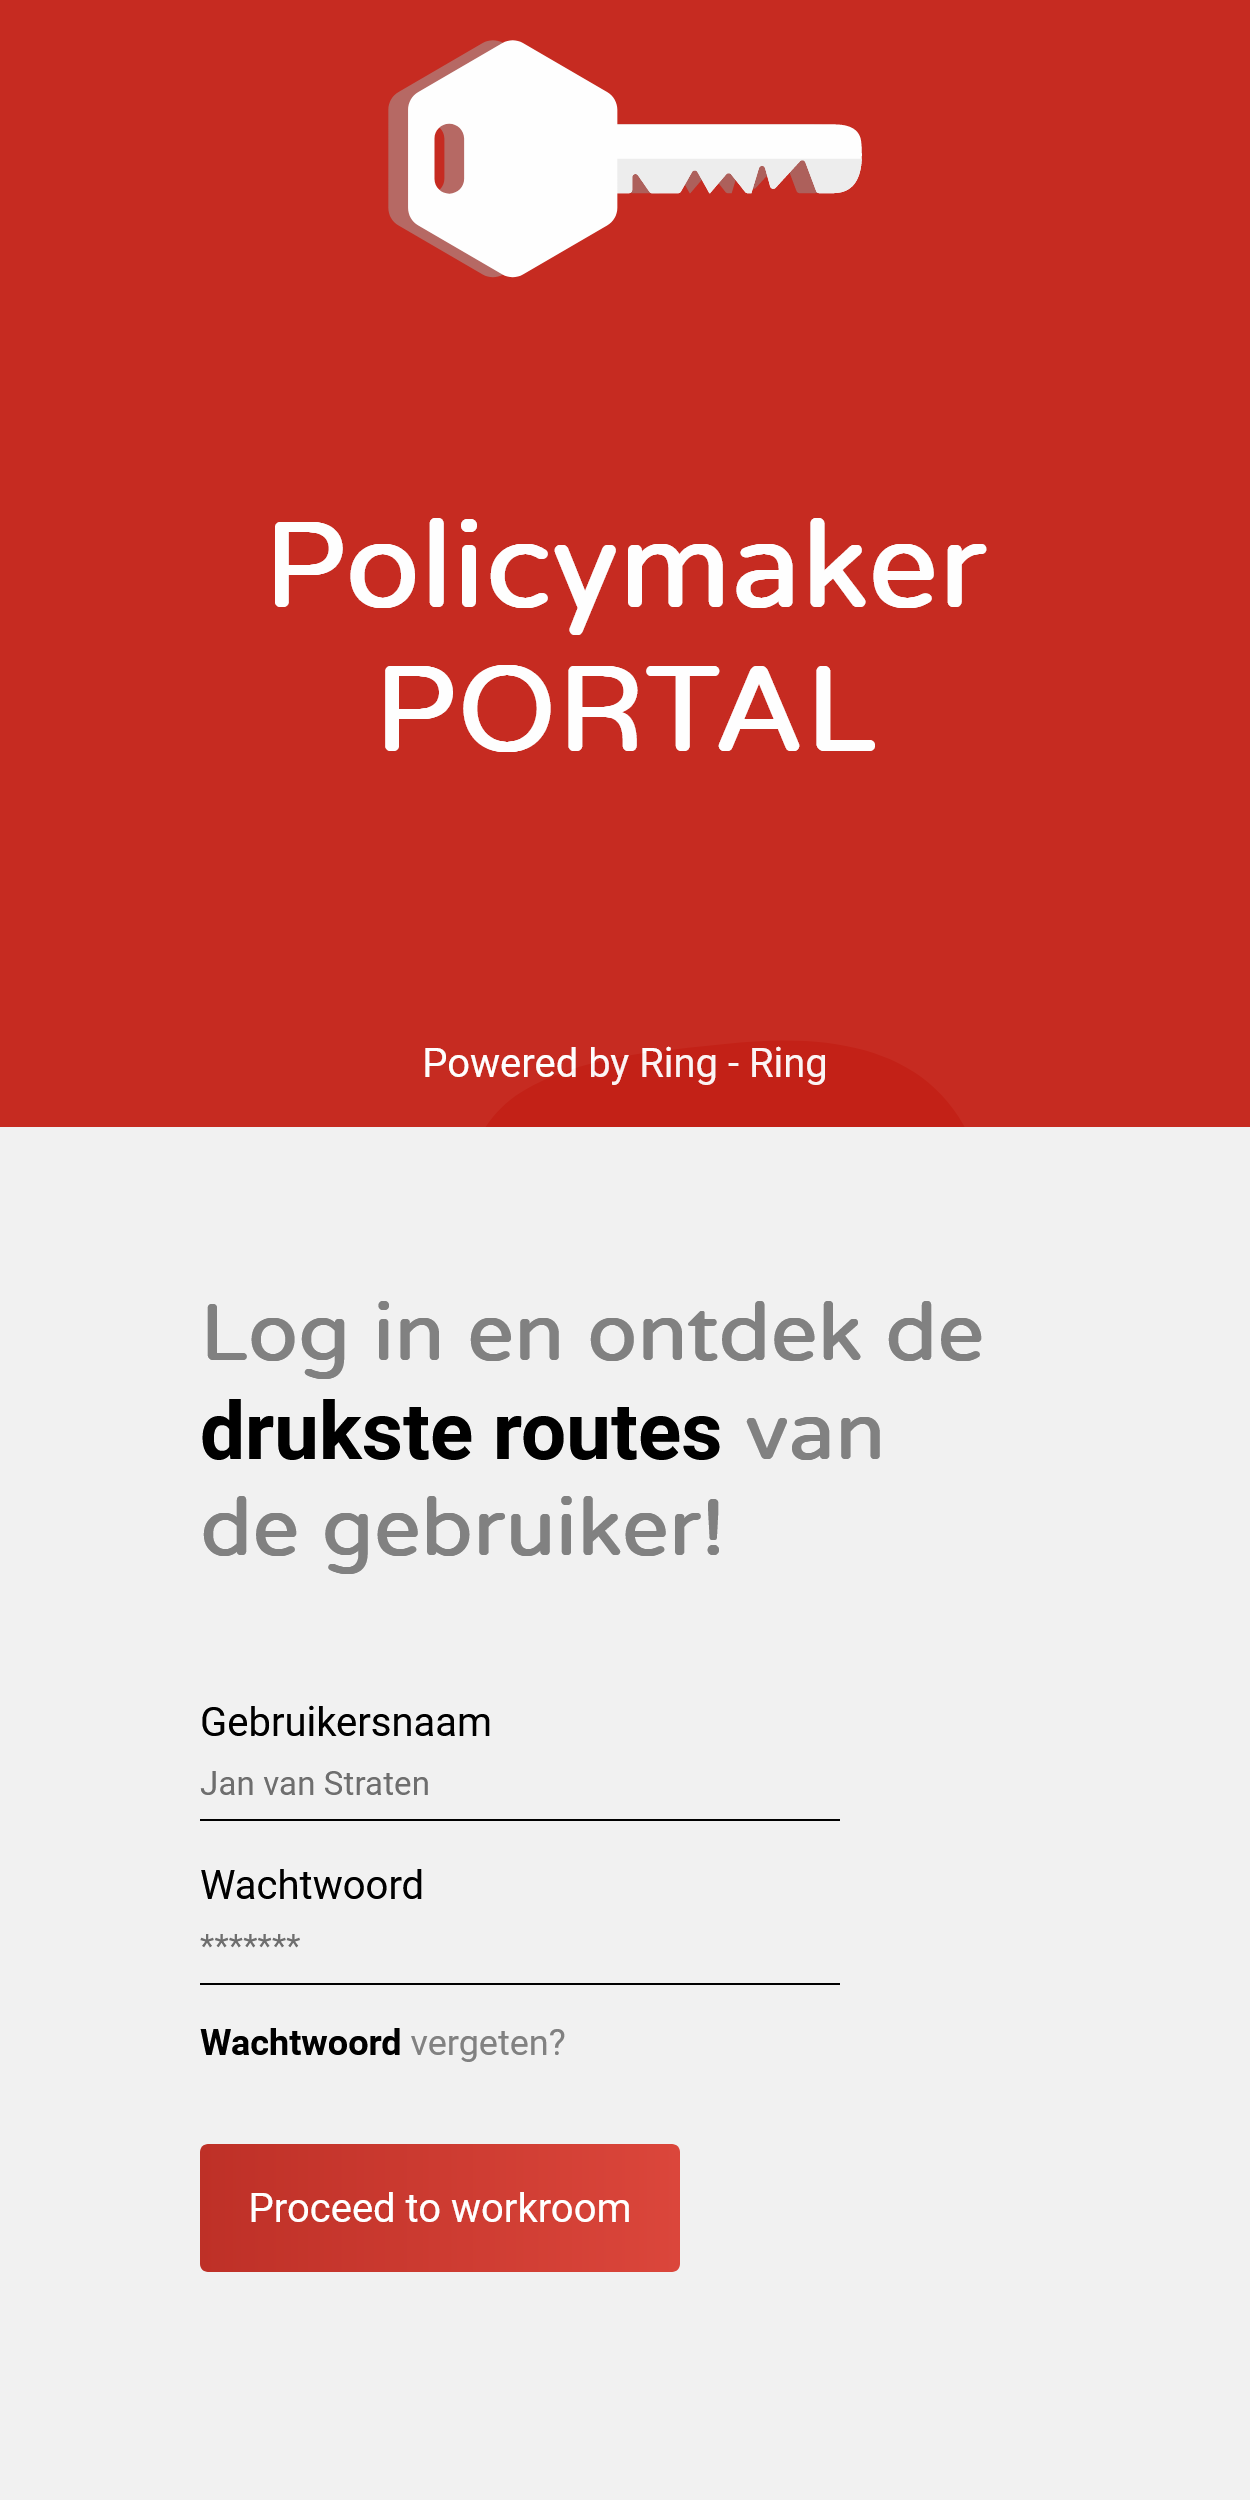 Policymaker
PORTAL
Powered by Ring - Ring
Log in en ontdek de
drukste routes van
de gebruiker!
Gebruikersnaam
Jan van Straten
Wachtwoord
*******
Wachtwoord vergeten?
Proceed to workroom